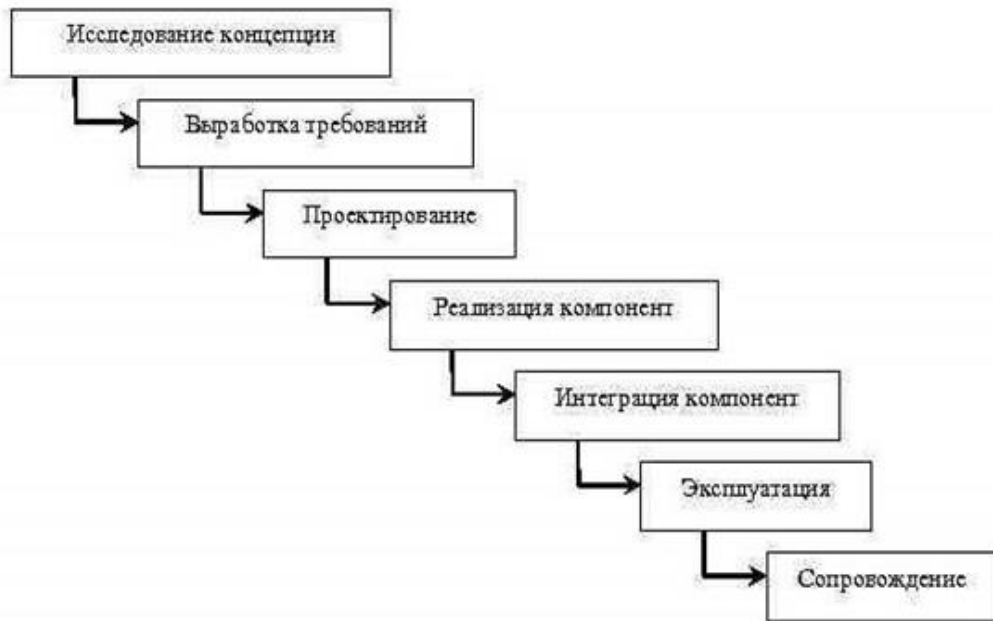 Исследование концепции
Выработка требований
Проектирование
Реализация компонент
Интеграция компонент
Эксплуатация
Сопровождение